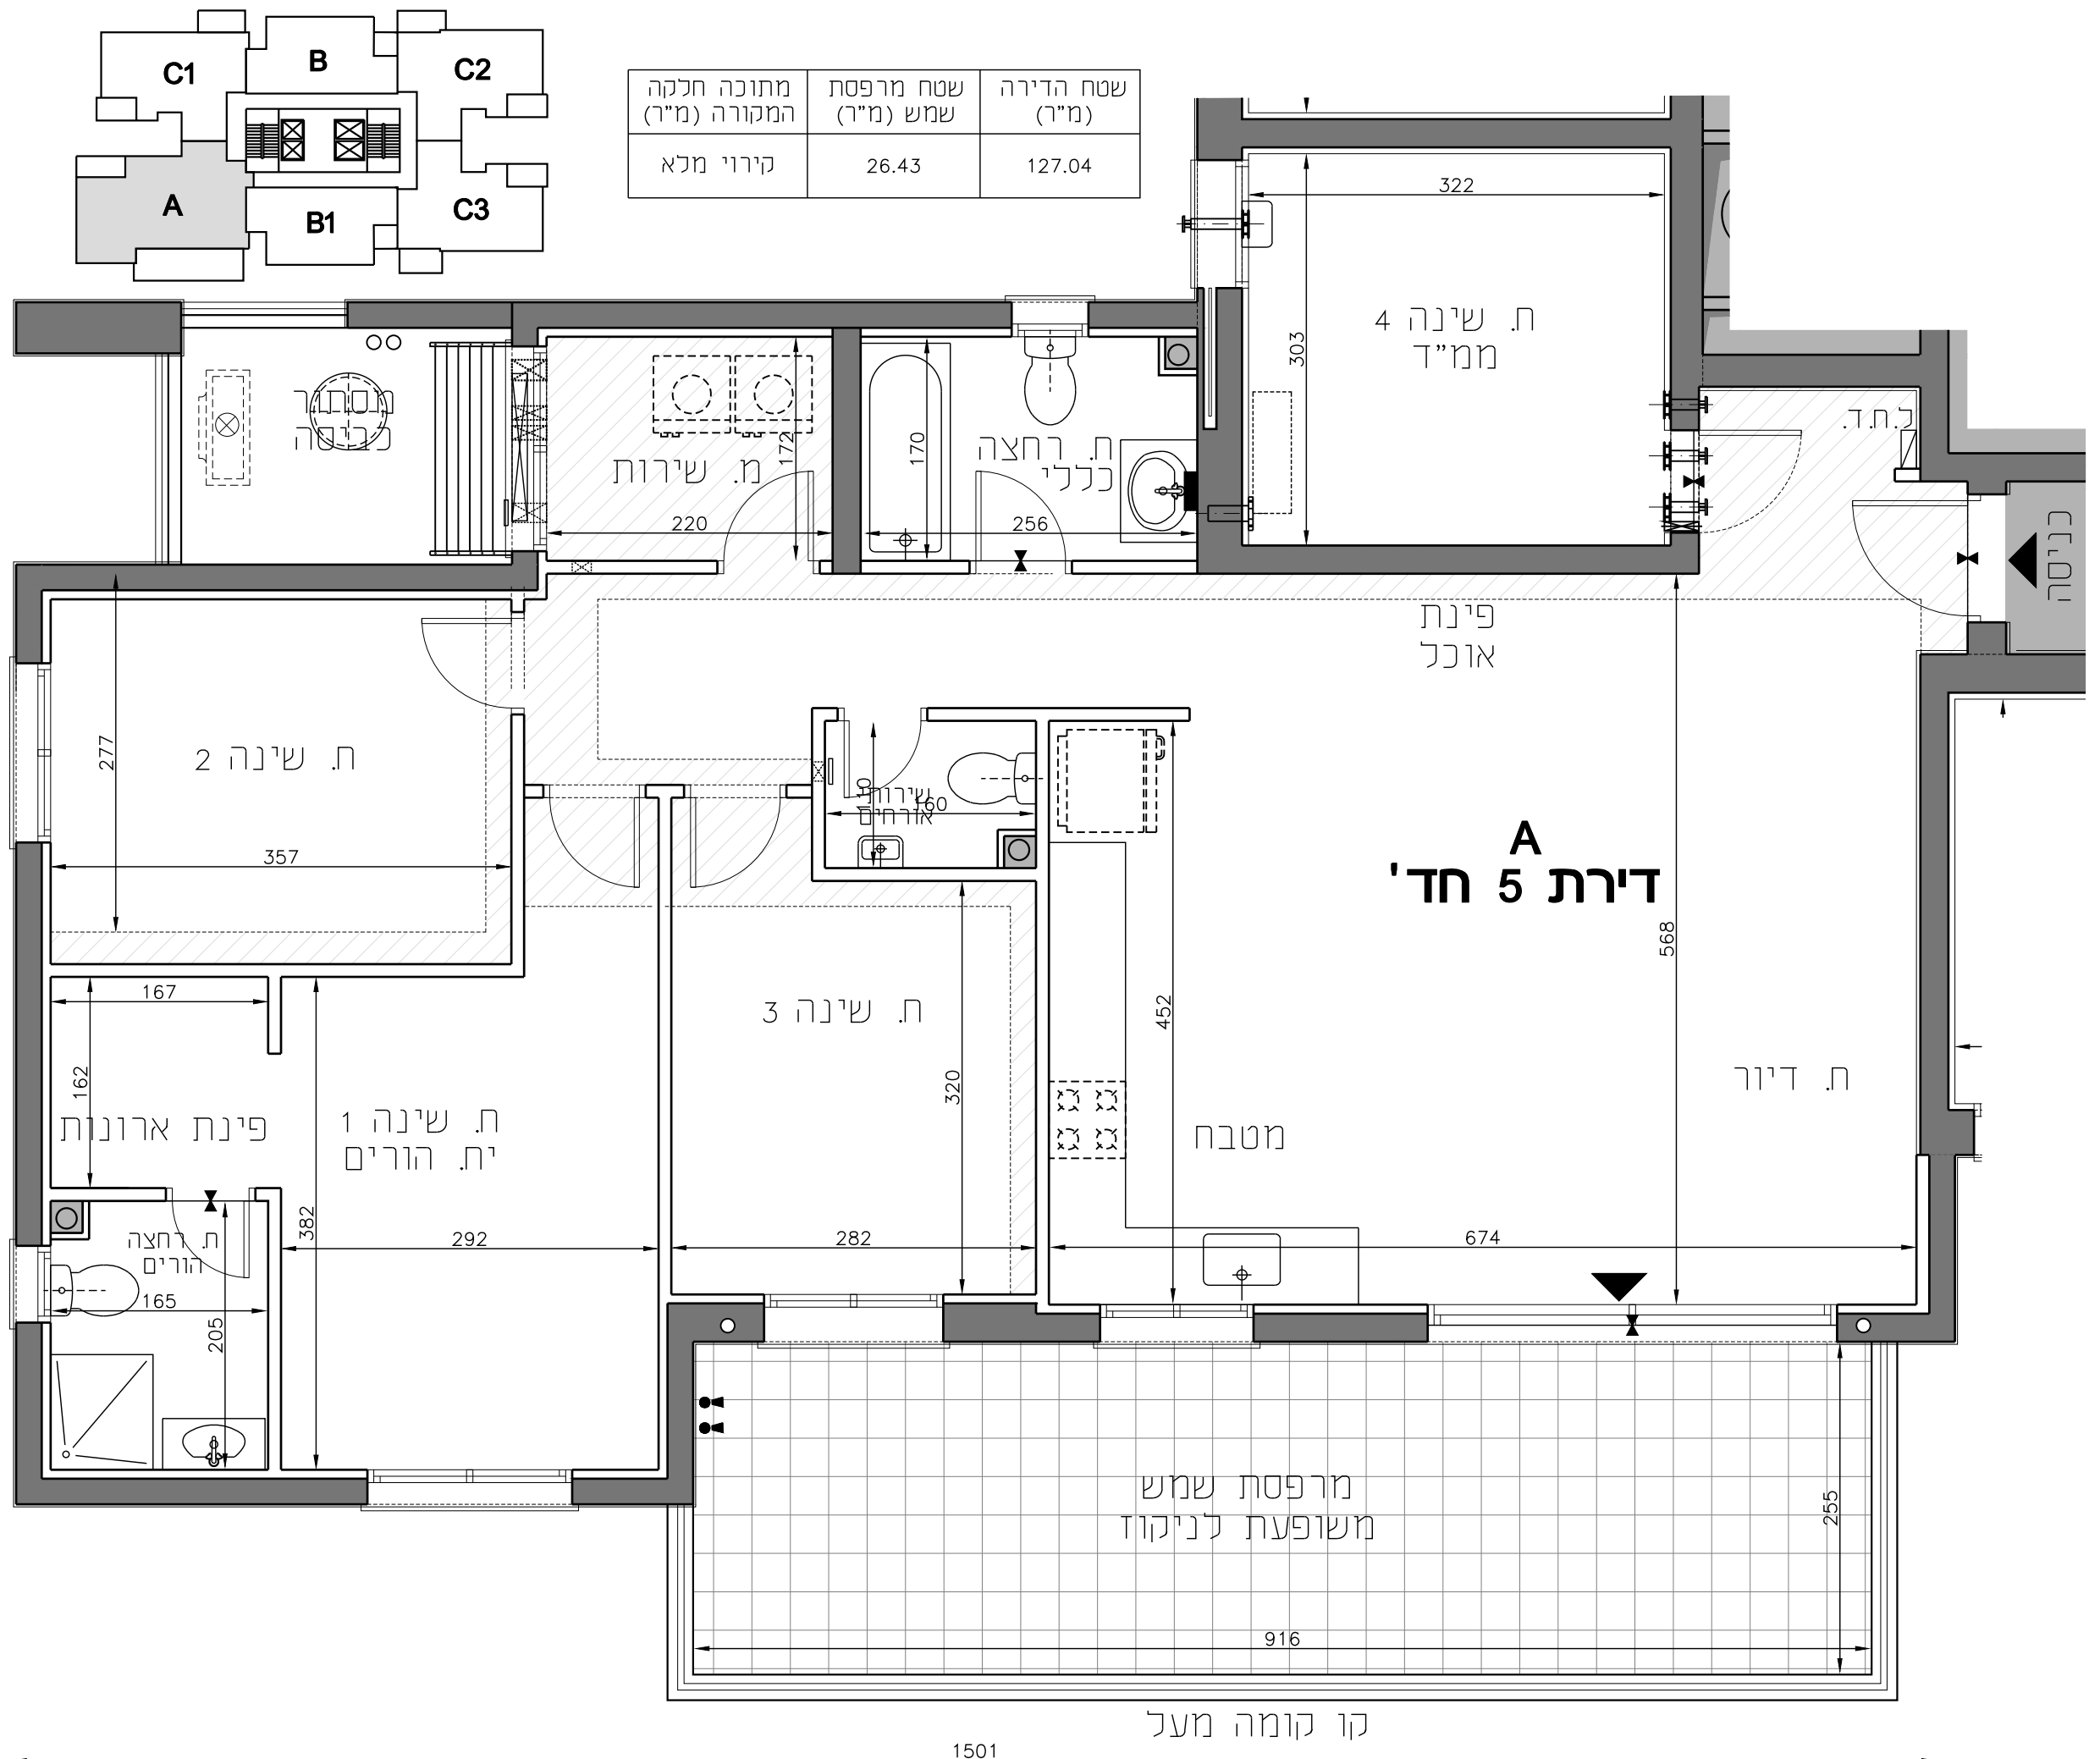 C1
B
C2
A
B1
C3
שטח הדירה
(מ"ר)
שטח מרפסת
שמש (מ"ר)
מתוכה חלקה
המקורה (מ"ר)
127.04
26.43
קירוי מלא
322
303
ח. שינה 4
ממ"ד
מסתור
כביסה
172
מ. שירות
220
170
ח. רחצה
כללי
256
ל.ח.ד.
כניסה
פינת
אוכל
277
ח. שינה 2
357
110
שירותי
אורחים
160
A
דירת 5 חד'
568
452
ח. דיור
מטבח
674
320
ח. שינה 3
282
167
162
פינת ארונות
ח. שינה 1
יח. הורים
382
292
ח. רחצה
הורים
165
205
מרפסת שמש
משופעת לניקוז
255
916
קו קומה מעל
1501